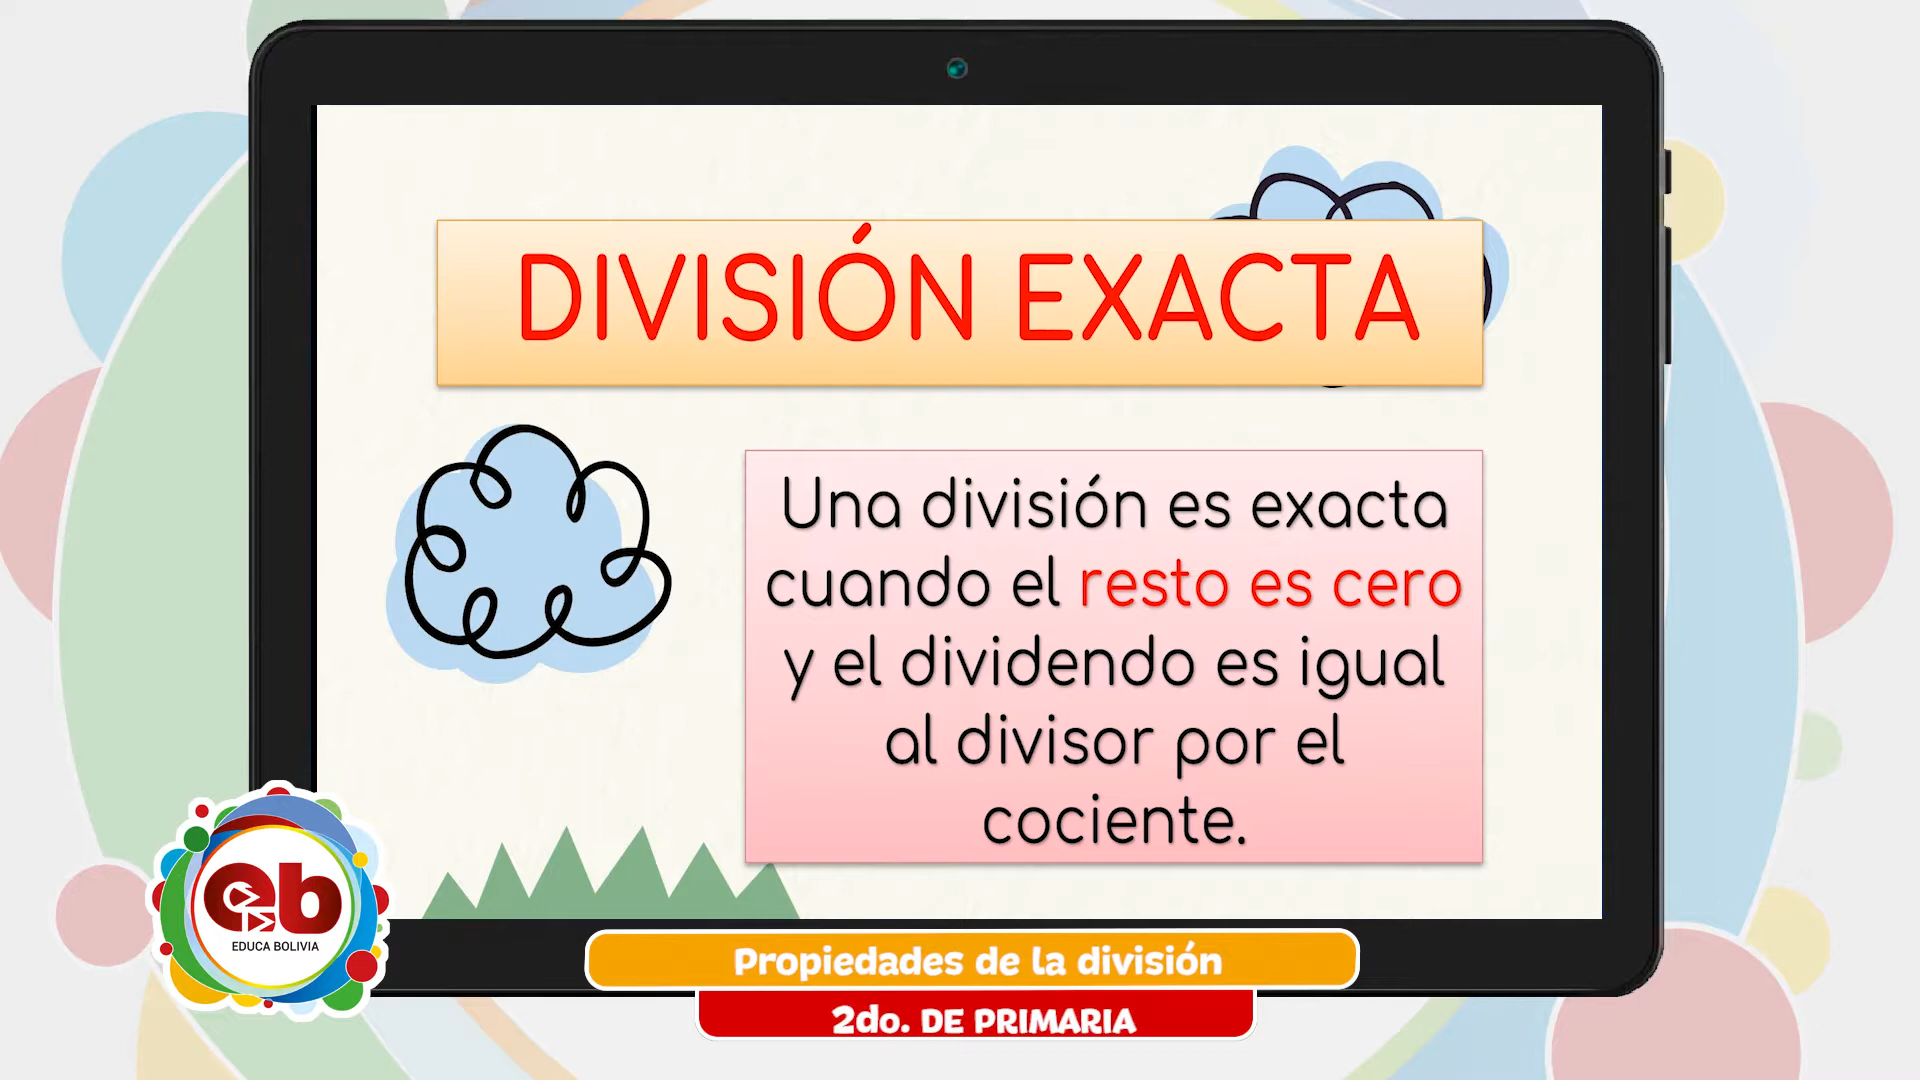 DIVISIÓN EXACTA
Una división es exacta
cuando el resto es cero
y el dividendo es igual
al divisor por el
cociente.
eb
EDUCA BOLIVIA
Propiedades de la división
2do. DE PRIMARIA